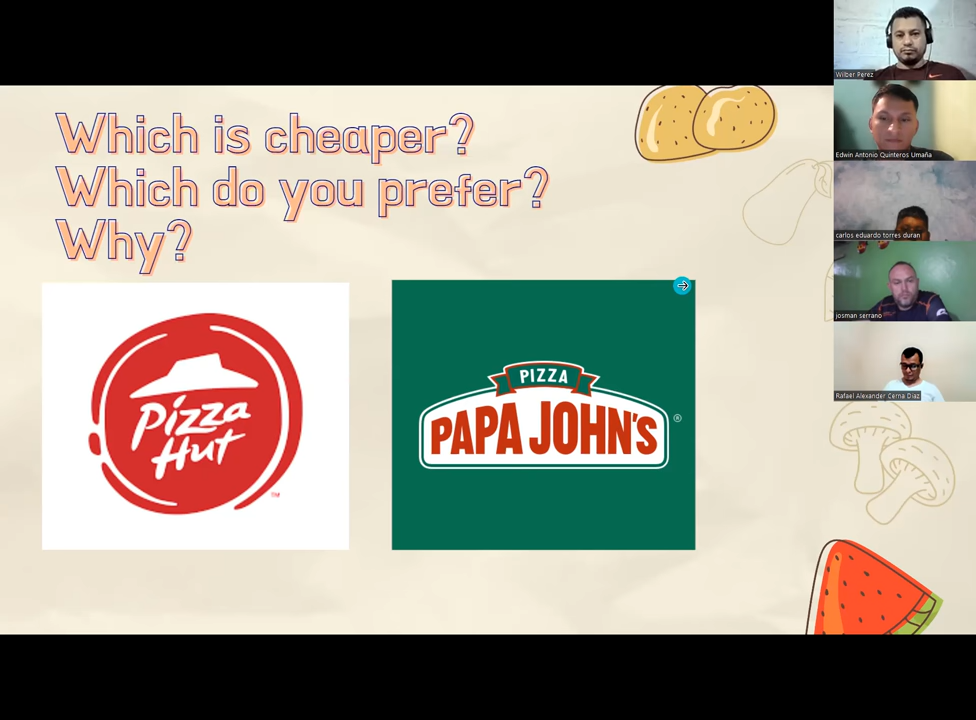 Which is cheaper?
Which do you prefer?
Why?
Pizza
Hut
TM
PIZZA
PAPA JOHN'S
®
Wilber Perez
Edwin Antonio Quinteros Umaña
carlos eduardo torres duran
josman serrano
Rafael Alexander Cerna Diaz